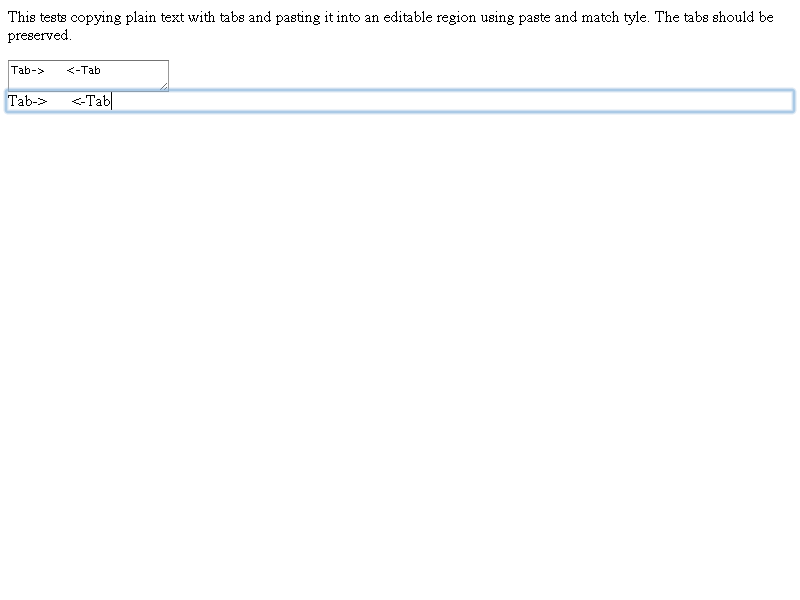 This tests copying plain text with tabs and pasting it into an editable region using paste and match tyle. The tabs should be
preserved.
Tab->	<-Tab
Tab->	<-Tab